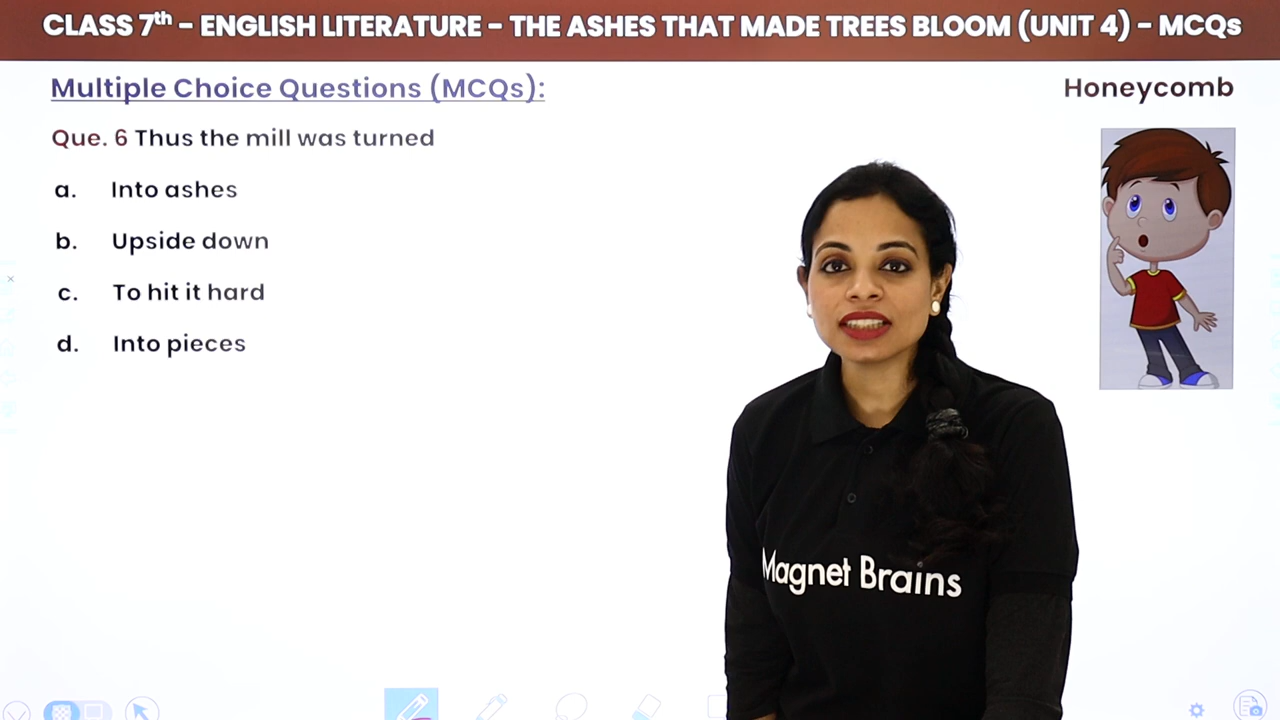 CLASS 7th – ENGLISH LITERATURE – THE ASHES THAT MADE TREES BLOOM (UNIT 4) – MCQs
Multiple Choice Questions (MCQs):
Honeycomb
Que. 6 Thus the mill was turned
a. Into ashes
b. Upside down
c. To hit it hard
d. Into pieces
Magnet Brains